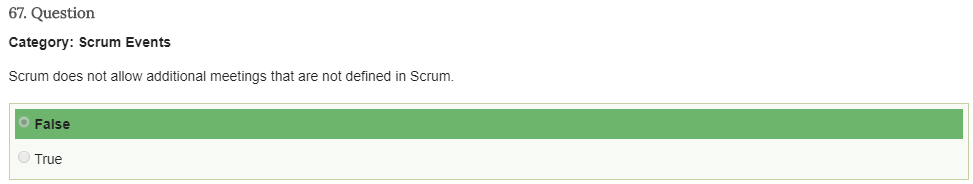 67. Question
Category: Scrum Events
Scrum does not allow additional meetings that are not defined in Scrum.
False
True